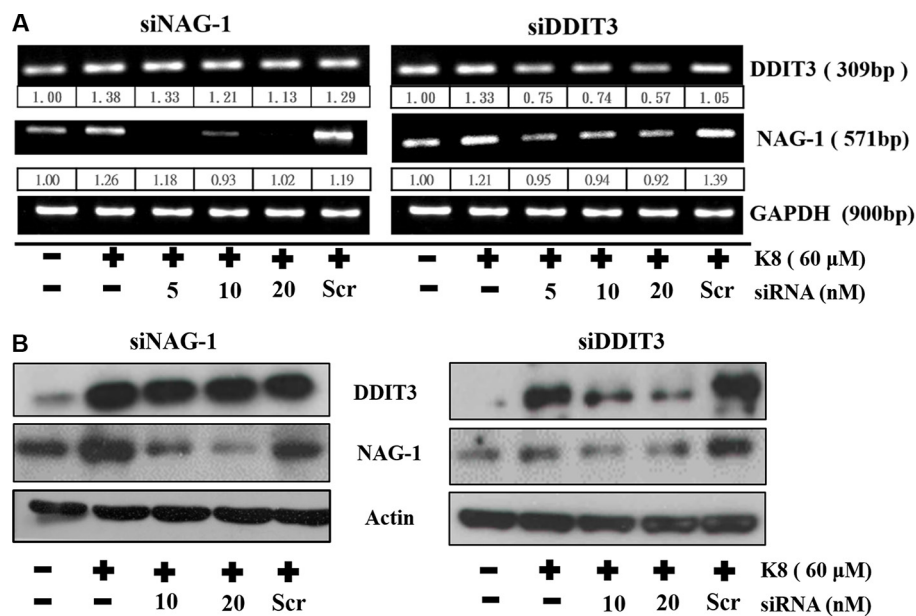 A
siNAG-1 siDDIT3
DDIT3 ( 309bp)
1.00 1.38 1.33 1.21 1.13 1.29 1.00 1.33 0.75 0.74 0.57 1.05
NAG-1 ( 571bp)
1.00 1.26 1.18 0.93 1.02 1.19 1.00 1.21 0.95 0.94 0.92 1.39
GAPDH (900bp)
− + + + + + − + + + + + K8 ( 60 µM)
− − 5 10 20 Scr − − 5 10 20 Scr siRNA (nM)
B
siNAG-1 siDDIT3
DDIT3
NAG-1
Actin
− + + + + − + + + + K8 ( 60 µM)
− − 10 20 Scr − − 10 20 Scr siRNA (nM)